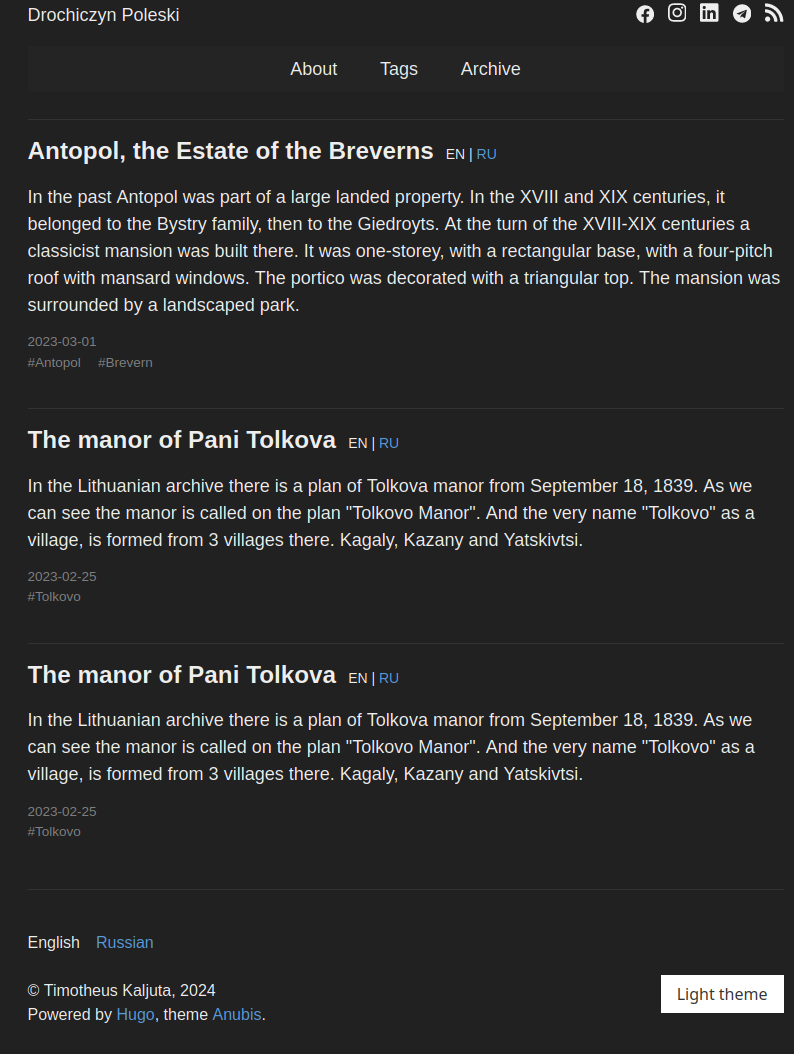 Drochiczyn Poleski
About Tags Archive
Antopol, the Estate of the Breverns EN | RU
In the past Antopol was part of a large landed property. In the XVIII and XIX centuries, it
belonged to the Bystry family, then to the Giedroyts. At the turn of the XVIII-XIX centuries a
classicist mansion was built there. It was one-storey, with a rectangular base, with a four-pitch
roof with mansard windows. The portico was decorated with a triangular top. The mansion was
surrounded by a landscaped park.
2023-03-01
#Antopol #Brevern
The manor of Pani Tolkova EN | RU
In the Lithuanian archive there is a plan of Tolkova manor from September 18, 1839. As we
can see the manor is called on the plan "Tolkovo Manor". And the very name "Tolkovo" as a
village, is formed from 3 villages there. Kagaly, Kazany and Yatskivtsi.
2023-02-25
#Tolkovo
The manor of Pani Tolkova EN | RU
In the Lithuanian archive there is a plan of Tolkova manor from September 18, 1839. As we
can see the manor is called on the plan "Tolkovo Manor". And the very name "Tolkovo" as a
village, is formed from 3 villages there. Kagaly, Kazany and Yatskivtsi.
2023-02-25
#Tolkovo
English Russian
© Timotheus Kaljuta, 2024
Light theme
Powered by Hugo, theme Anubis.